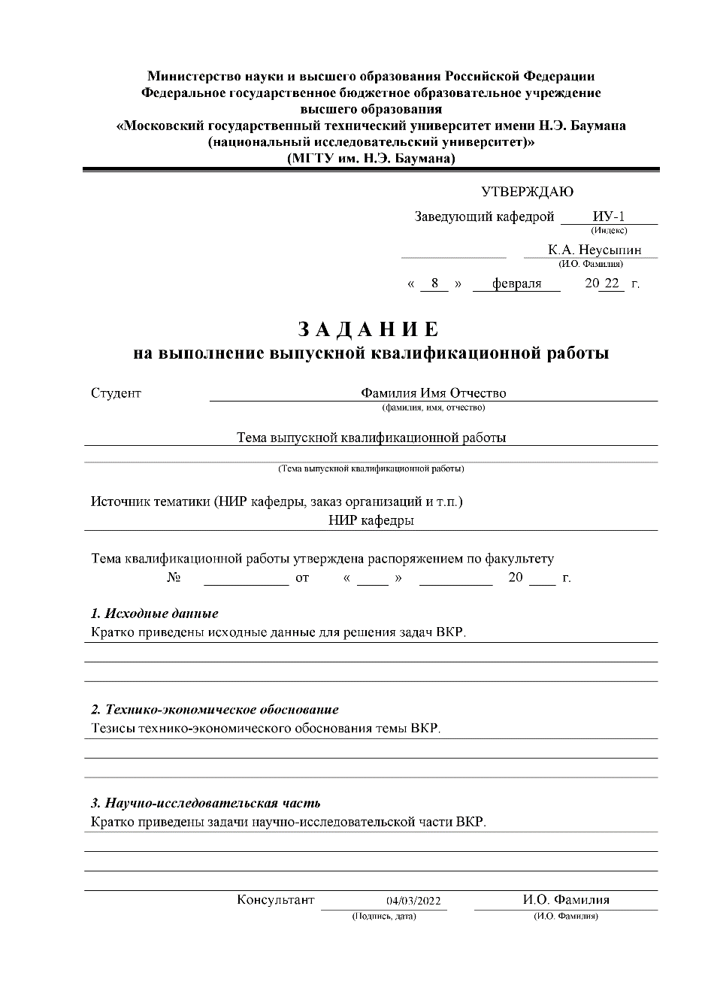 Министерство науки и высшего образования Российской Федерации
Федеральное государственное бюджетное образовательное учреждение
высшего образования
«Московский государственный технический университет имени Н.Э. Баумана
(национальный исследовательский университет)»
(МГТУ им. Н.Э. Баумана)
УТВЕРЖДАЮ
Заведующий кафедрой ИУ-1
(Индекс)
К.А. Неусыпин
(И.О. Фамилия)
« 8 » февраля 20 22 г.
З А Д А Н И Е
на выполнение выпускной квалификационной работы
Студент Фамилия Имя Отчество
(фамилия, имя, отчество)
Тема выпускной квалификационной работы
(Тема выпускной квалификационной работы)
Источник тематики (НИР кафедры, заказ организаций и т.п.)
НИР кафедры
Тема квалификационной работы утверждена распоряжением по факультету
№ от « » 20 г.
1. Исходные данные
Кратко приведены исходные данные для решения задач ВКР.
2. Технико-экономическое обоснование
Тезисы технико-экономического обоснования темы ВКР.
3. Научно-исследовательская часть
Кратко приведены задачи научно-исследовательской части ВКР.
Консультант 04/03/2022 И.О. Фамилия
(Подпись, дата) (И.О. Фамилия)